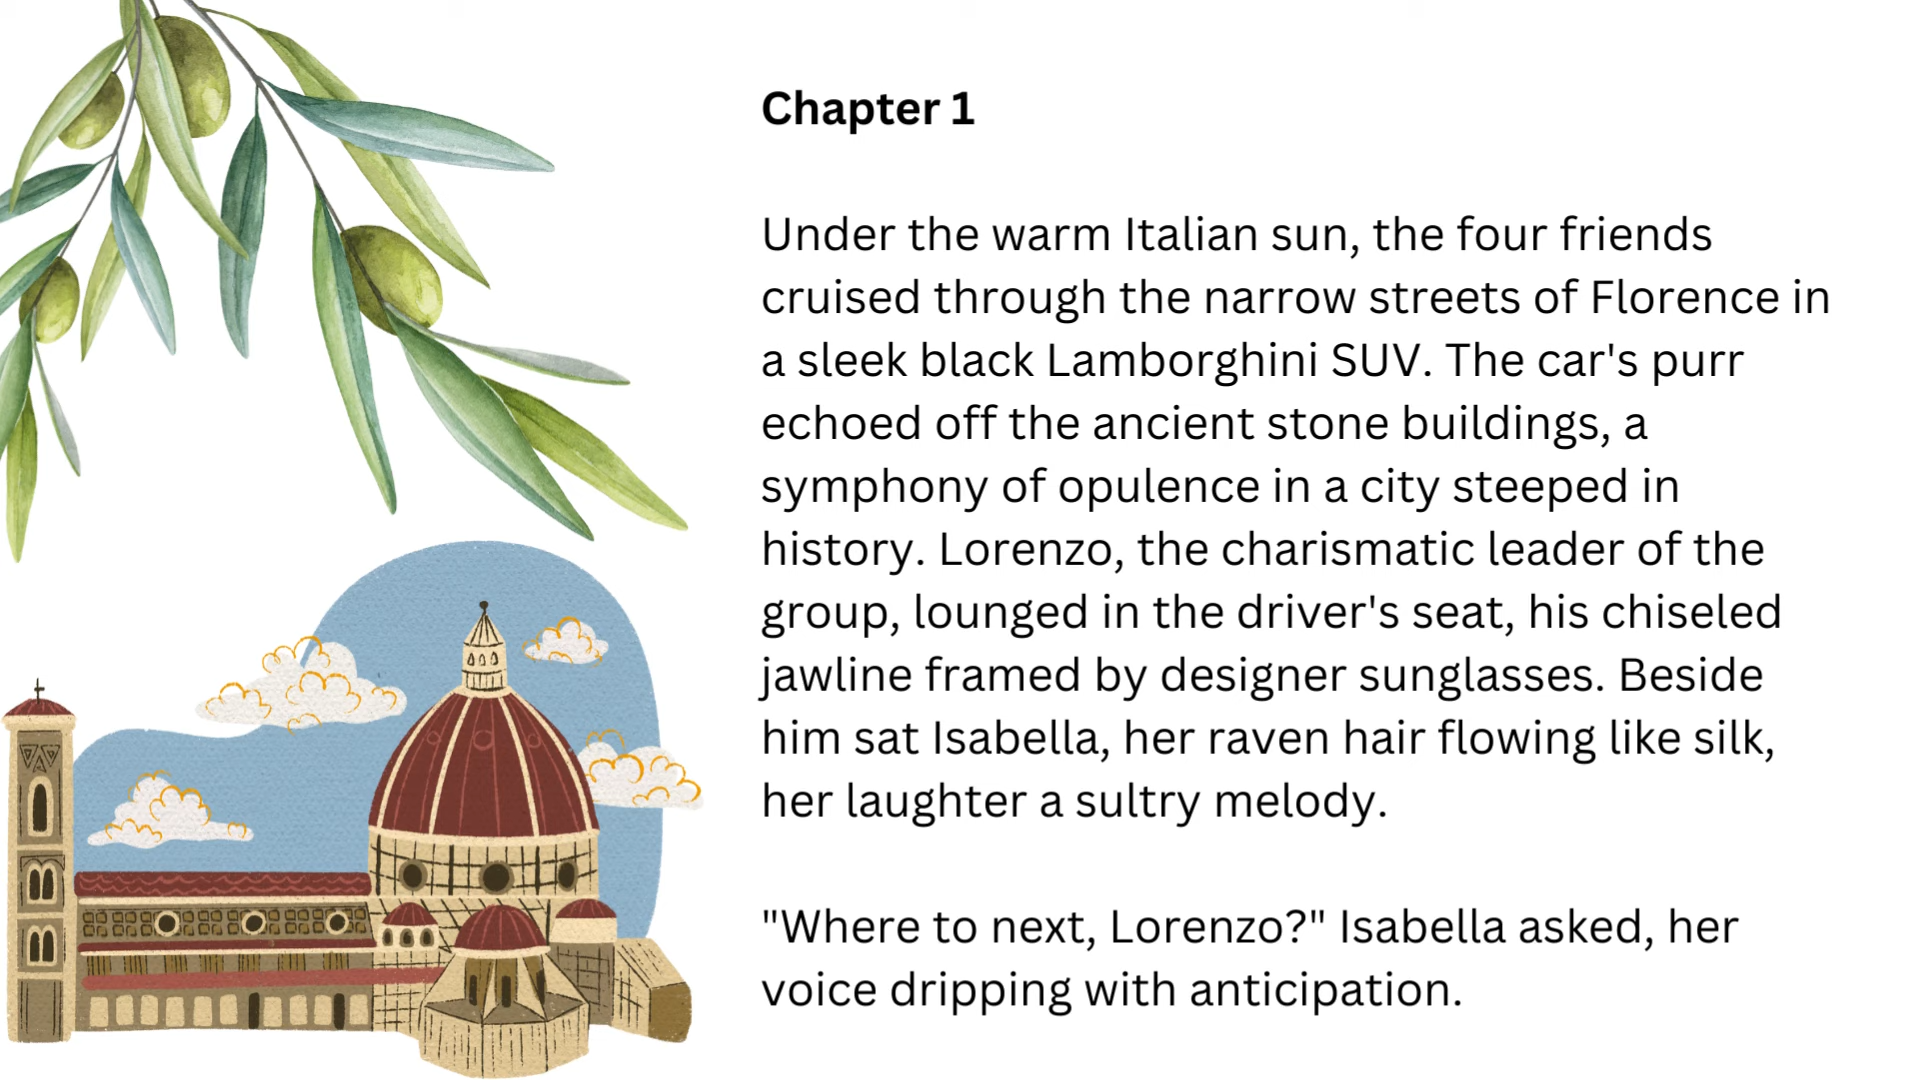 Chapter 1
Under the warm Italian sun, the four friends
cruised through the narrow streets of Florence in
a sleek black Lamborghini SUV. The car's purr
echoed off the ancient stone buildings, a
symphony of opulence in a city steeped in
history. Lorenzo, the charismatic leader of the
group, lounged in the driver's seat, his chiseled
jawline framed by designer sunglasses. Beside
him sat Isabella, her raven hair flowing like silk,
her laughter a sultry melody.
"Where to next, Lorenzo?" Isabella asked, her
voice dripping with anticipation.